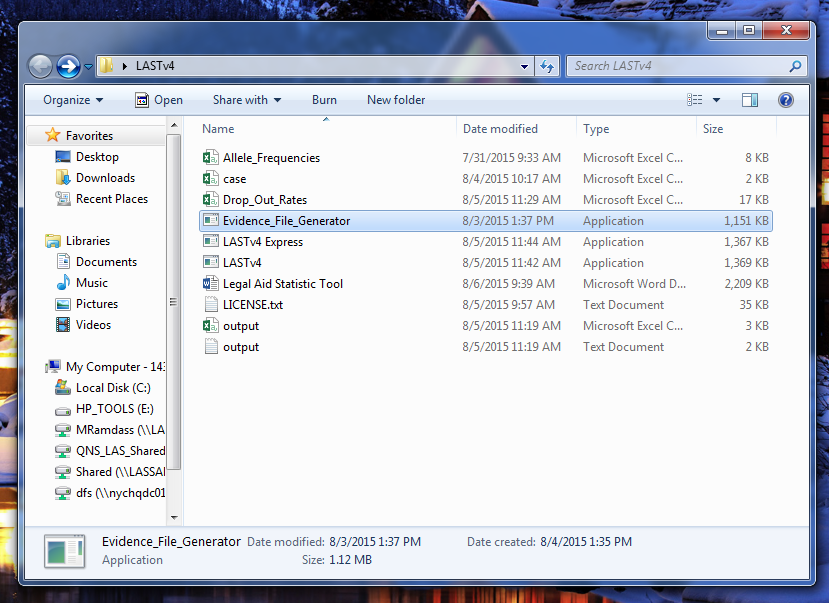 LASTv4
Search LASTv4
Organize Open Share with Burn New folder
Name Date modified Type Size
Favorites
Desktop
Downloads
Recent Places
Libraries
Documents
Music
Pictures
Videos
My Computer - 143
Local Disk (C:)
HP_TOOLS (E:)
MRamdass (\\LA
QNS_LAS_Shared
Shared (\\LASSA
dfs (\\nychqdc01
Allele_Frequencies 7/31/2015 9:33 AM Microsoft Excel C... 8 KB
case 8/4/2015 10:17 AM Microsoft Excel C... 2 KB
Drop_Out_Rates 8/5/2015 11:29 AM Microsoft Excel C... 17 KB
Evidence_File_Generator 8/3/2015 1:37 PM Application 1,151 KB
LASTv4 Express 8/5/2015 11:44 AM Application 1,367 KB
LASTv4 8/5/2015 11:42 AM Application 1,369 KB
Legal Aid Statistic Tool 8/6/2015 9:39 AM Microsoft Word D... 2,209 KB
LICENSE.txt 8/5/2015 9:57 AM Text Document 35 KB
output 8/5/2015 11:19 AM Microsoft Excel C... 3 KB
output 8/5/2015 11:19 AM Text Document 2 KB
Evidence_File_Generator Date modified: 8/3/2015 1:37 PM Date created: 8/4/2015 1:35 PM
Application Size: 1.12 MB